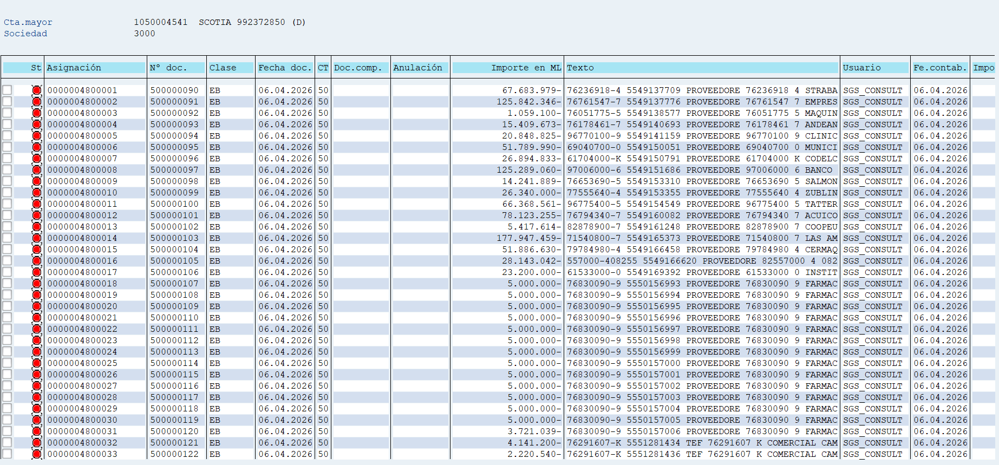 Cta.mayor 1050004541 SCOTIA 992372850 (D)
Sociedad 3000
St Asignación N° doc. Clase Fecha doc. CT Doc.comp. Anulación Importe en ML Texto Usuario Fe.contab. Impo
0000004800001 500000090 EB 06.04.2026 50 67.683.979- 76236918-4 5549137709 PROVEEDORE 76236918 4 STRABA SGS_CONSULT 06.04.2026
0000004800002 500000091 EB 06.04.2026 50 125.842.346- 76761547-7 5549137776 PROVEEDORE 76761547 7 EMPRES SGS_CONSULT 06.04.2026
0000004800003 500000092 EB 06.04.2026 50 1.059.100- 76051775-5 5549138577 PROVEEDORE 76051775 5 MAQUIN SGS_CONSULT 06.04.2026
0000004800004 500000093 EB 06.04.2026 50 15.409.673- 76178461-7 5549140693 PROVEEDORE 76178461 7 ANDEAN SGS_CONSULT 06.04.2026
0000004800005 500000094 EB 06.04.2026 50 20.848.825- 96770100-9 5549141159 PROVEEDORE 96770100 9 CLINIC SGS_CONSULT 06.04.2026
0000004800006 500000095 EB 06.04.2026 50 51.789.990- 69040700-0 5549150051 PROVEEDORE 69040700 0 MUNICI SGS_CONSULT 06.04.2026
0000004800007 500000096 EB 06.04.2026 50 26.894.833- 61704000-K 5549150791 PROVEEDORE 61704000 K CODELC SGS_CONSULT 06.04.2026
0000004800008 500000097 EB 06.04.2026 50 125.289.060- 97006000-6 5549151686 PROVEEDORE 97006000 6 BANCO SGS_CONSULT 06.04.2026
0000004800009 500000098 EB 06.04.2026 50 14.241.889- 76653690-5 5549153310 PROVEEDORE 76653690 5 SALMON SGS_CONSULT 06.04.2026
0000004800010 500000099 EB 06.04.2026 50 26.340.000- 77555640-4 5549153355 PROVEEDORE 77555640 4 ZUBLIN SGS_CONSULT 06.04.2026
0000004800011 500000100 EB 06.04.2026 50 66.368.561- 96775400-5 5549154549 PROVEEDORE 96775400 5 TATTER SGS_CONSULT 06.04.2026
0000004800012 500000101 EB 06.04.2026 50 78.123.255- 76794340-7 5549160082 PROVEEDORE 76794340 7 ACUICO SGS_CONSULT 06.04.2026
0000004800013 500000102 EB 06.04.2026 50 5.417.614- 82878900-7 5549161248 PROVEEDORE 82878900 7 COOPEU SGS_CONSULT 06.04.2026
0000004800014 500000103 EB 06.04.2026 50 177.947.459- 71540800-7 5549165373 PROVEEDORE 71540800 7 LAS AM SGS_CONSULT 06.04.2026
0000004800015 500000104 EB 06.04.2026 50 51.886.630- 79784980-4 5549166458 PROVEEDORE 79784980 4 CERMAQ SGS_CONSULT 06.04.2026
0000004800016 500000105 EB 06.04.2026 50 28.143.042- 557000-408255 5549166620 PROVEEDORE 82557000 4 082 SGS_CONSULT 06.04.2026
0000004800017 500000106 EB 06.04.2026 50 23.200.000- 61533000-0 5549169392 PROVEEDORE 61533000 0 INSTIT SGS_CONSULT 06.04.2026
0000004800018 500000107 EB 06.04.2026 50 5.000.000- 76830090-9 5550156993 PROVEEDORE 76830090 9 FARMAC SGS_CONSULT 06.04.2026
0000004800019 500000108 EB 06.04.2026 50 5.000.000- 76830090-9 5550156994 PROVEEDORE 76830090 9 FARMAC SGS_CONSULT 06.04.2026
0000004800020 500000109 EB 06.04.2026 50 5.000.000- 76830090-9 5550156995 PROVEEDORE 76830090 9 FARMAC SGS_CONSULT 06.04.2026
0000004800021 500000110 EB 06.04.2026 50 5.000.000- 76830090-9 5550156996 PROVEEDORE 76830090 9 FARMAC SGS_CONSULT 06.04.2026
0000004800022 500000111 EB 06.04.2026 50 5.000.000- 76830090-9 5550156997 PROVEEDORE 76830090 9 FARMAC SGS_CONSULT 06.04.2026
0000004800023 500000112 EB 06.04.2026 50 5.000.000- 76830090-9 5550156998 PROVEEDORE 76830090 9 FARMAC SGS_CONSULT 06.04.2026
0000004800024 500000113 EB 06.04.2026 50 5.000.000- 76830090-9 5550156999 PROVEEDORE 76830090 9 FARMAC SGS_CONSULT 06.04.2026
0000004800025 500000114 EB 06.04.2026 50 5.000.000- 76830090-9 5550157000 PROVEEDORE 76830090 9 FARMAC SGS_CONSULT 06.04.2026
0000004800026 500000115 EB 06.04.2026 50 5.000.000- 76830090-9 5550157001 PROVEEDORE 76830090 9 FARMAC SGS_CONSULT 06.04.2026
0000004800027 500000116 EB 06.04.2026 50 5.000.000- 76830090-9 5550157002 PROVEEDORE 76830090 9 FARMAC SGS_CONSULT 06.04.2026
0000004800028 500000117 EB 06.04.2026 50 5.000.000- 76830090-9 5550157003 PROVEEDORE 76830090 9 FARMAC SGS_CONSULT 06.04.2026
0000004800029 500000118 EB 06.04.2026 50 5.000.000- 76830090-9 5550157004 PROVEEDORE 76830090 9 FARMAC SGS_CONSULT 06.04.2026
0000004800030 500000119 EB 06.04.2026 50 5.000.000- 76830090-9 5550157005 PROVEEDORE 76830090 9 FARMAC SGS_CONSULT 06.04.2026
0000004800031 500000120 EB 06.04.2026 50 3.721.039- 76830090-9 5550157006 PROVEEDORE 76830090 9 FARMAC SGS_CONSULT 06.04.2026
0000004800032 500000121 EB 06.04.2026 50 4.141.200- 76291607-K 5551281434 TEF 76291607 K COMERCIAL CAM SGS_CONSULT 06.04.2026
0000004800033 500000122 EB 06.04.2026 50 2.220.540- 76291607-K 5551281436 TEF 76291607 K COMERCIAL CAM SGS_CONSULT 06.04.2026